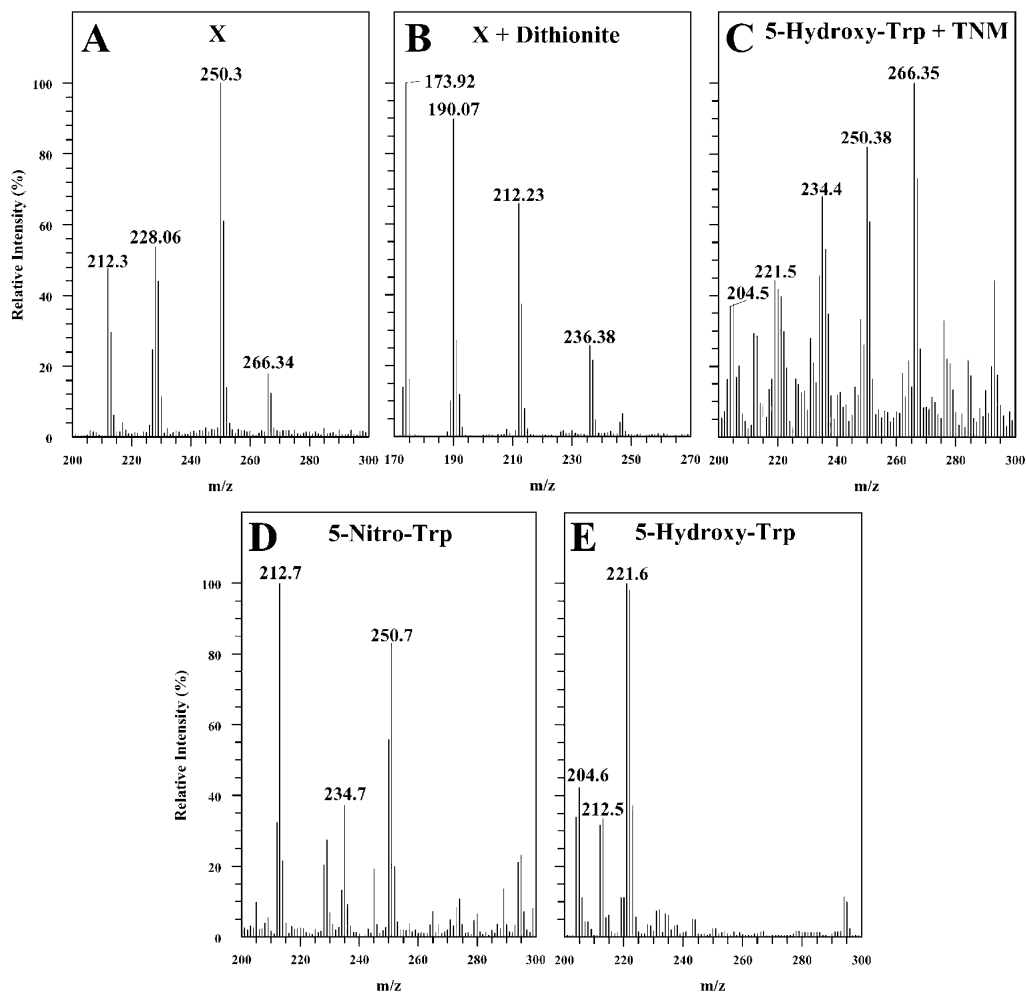 A
X
250.3
228.06
212.3
266.34
Relative Intensity (%)
100
80
60
40
20
0
200 220 240 260 280 300
m/z
B
X + Dithionite
173.92
190.07
212.23
236.38
170 190 210 230 250 270
m/z
C
5-Hydroxy-Trp + TNM
266.35
250.38
234.4
221.5
204.5
200 220 240 260 280 300
m/z
D
5-Nitro-Trp
212.7
250.7
234.7
Relative Intensity (%)
100
80
60
40
20
0
200 220 240 260 280 300
m/z
E
5-Hydroxy-Trp
221.6
204.6
212.5
200 220 240 260 280 300
m/z